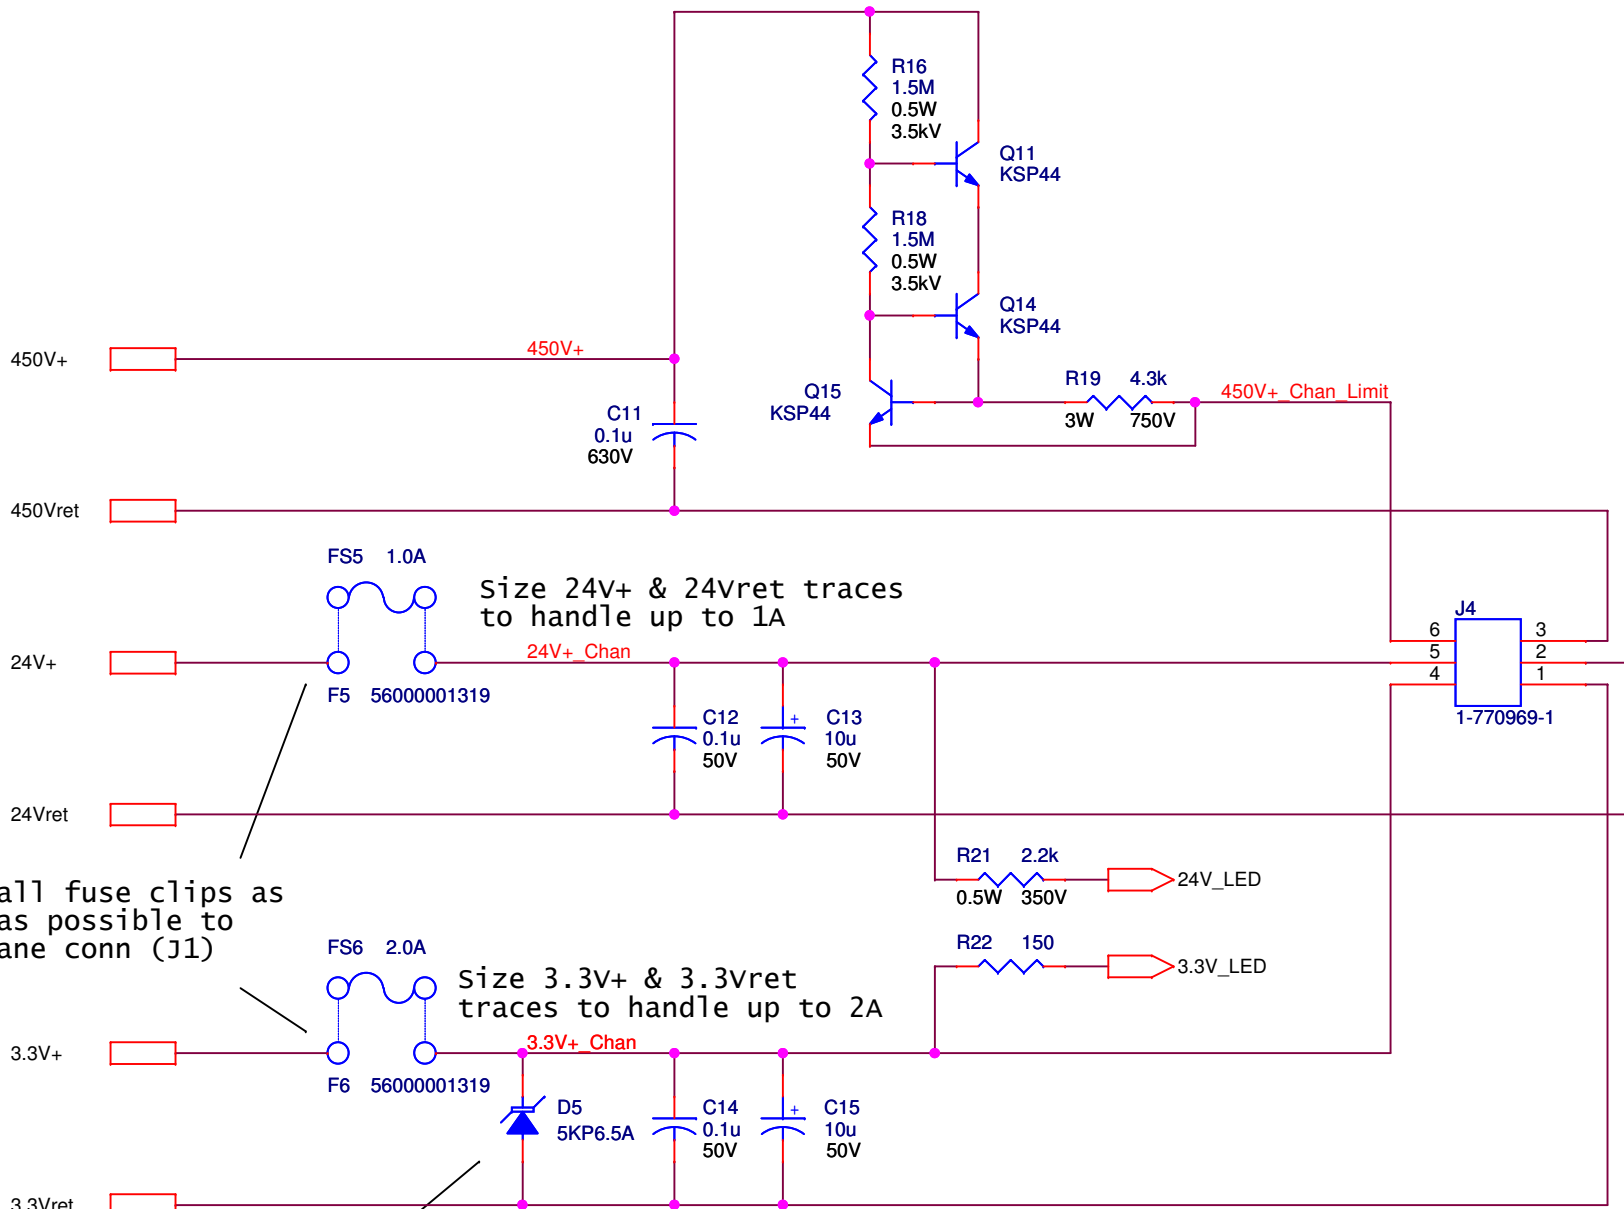 R16
1.5M
0.5W
3.5kV
Q11
KSP44
R18
1.5M
0.5W
3.5kV
Q14
KSP44
450V+
450V+
Q15
KSP44
R19 4.3k
3W 750V
450V+_Chan_Limit
C11
0.1u
630V
450Vret
FS5 1.0A
Size 24V+ & 24Vret traces
to handle up to 1A
24V+
24V+_Chan
F5 56000001319
J4
6 3
5 2
4 1
1-770969-1
C12
0.1u
50V
+ C13
10u
50V
24Vret
R21 2.2k
0.5W 350V
24V_LED
all fuse clips as
as possible to
ane conn (J1)
R22 150
3.3V_LED
FS6 2.0A
Size 3.3V+ & 3.3Vret
traces to handle up to 2A
3.3V+
3.3V+_Chan
F6 56000001319
D5
5KP6.5A
C14
0.1u
50V
+ C15
10u
50V
3.3Vret